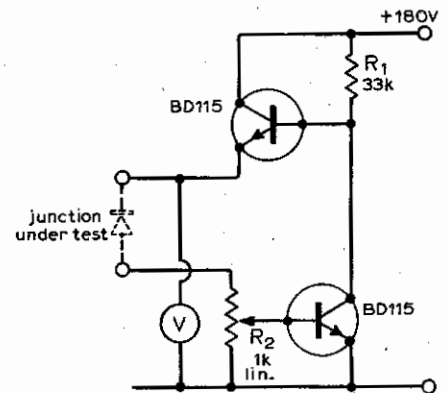 +180V
R1
33k
BD115
junction
under test
BD115
V
R2
1k
lin.